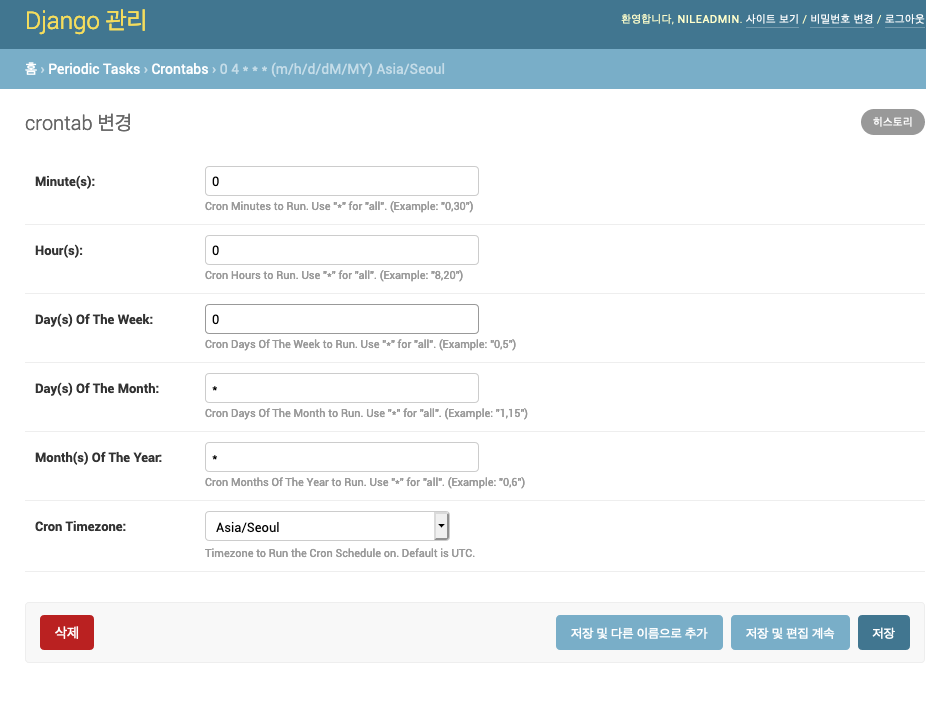 Django 관리
환영합니다, NILEADMIN. 사이트 보기 / 비밀번호 변경 / 로그아웃
홈 › Periodic Tasks › Crontabs › 0 4 * * * (m/h/d/dM/MY) Asia/Seoul
crontab 변경
히스토리
Minute(s): 0
Cron Minutes to Run. Use "*" for "all". (Example: "0,30")
Hour(s): 0
Cron Hours to Run. Use "*" for "all". (Example: "8,20")
Day(s) Of The Week: 0
Cron Days Of The Week to Run. Use "*" for "all". (Example: "0,5")
Day(s) Of The Month: *
Cron Days Of The Month to Run. Use "*" for "all". (Example: "1,15")
Month(s) Of The Year: *
Cron Months Of The Year to Run. Use "*" for "all". (Example: "0,6")
Cron Timezone: Asia/Seoul
Timezone to Run the Cron Schedule on. Default is UTC.
삭제
저장 및 다른 이름으로 추가
저장 및 편집 계속
저장